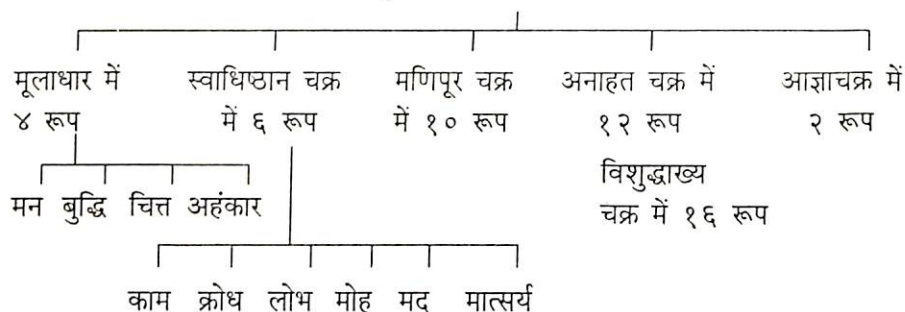 मूलाधार में स्वाधिष्ठान चक्र मणिपूर चक्र अनाहत चक्र में आज्ञाचक्र में
४ रूप में ६ रूप में १० रूप १२ रूप २ रूप
विशुद्धाख्य
मन बुद्धि चित्त अहंकार चक्र में १६ रूप
काम क्रोध लोभ मोह मद मात्सर्य